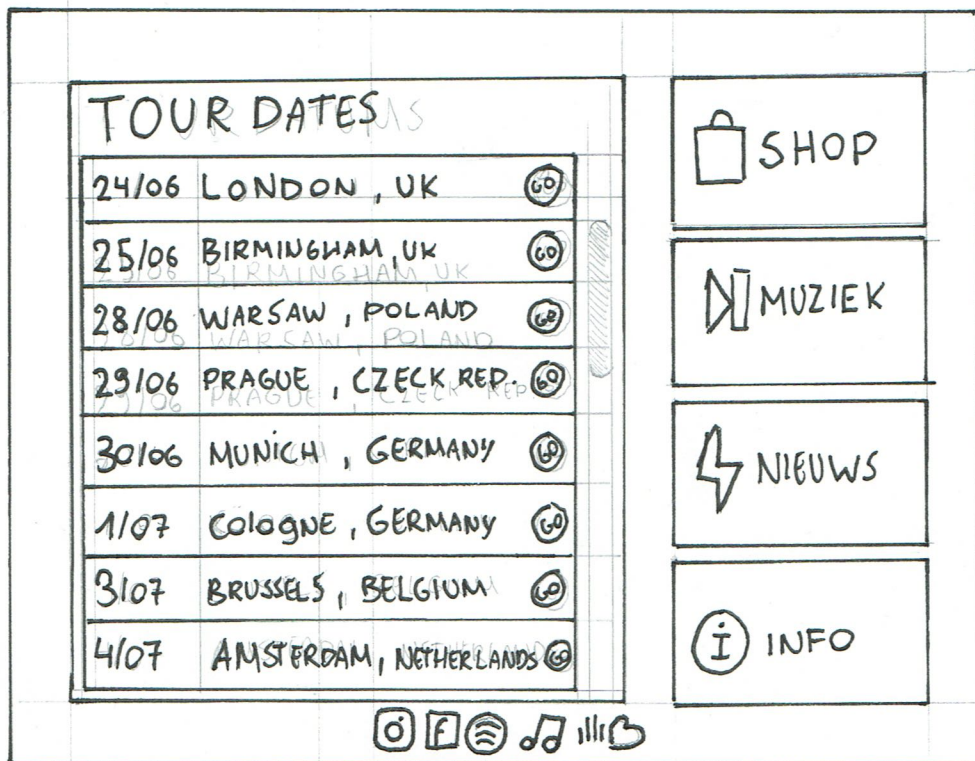 TOUR DATES
24/06 LONDON, UK GO
25/06 BIRMINGHAM, UK GO
28/06 WARSAW, POLAND GO
29/06 PRAGUE, CZECK REP. GO
30/06 MUNICH, GERMANY GO
1/07 Cologne, GERMANY GO
3/07 BRUSSELS, BELGIUM GO
4/07 AMSTERDAM, NETHERLANDS GO
SHOP
MUZIEK
NIEUWS
i INFO
f